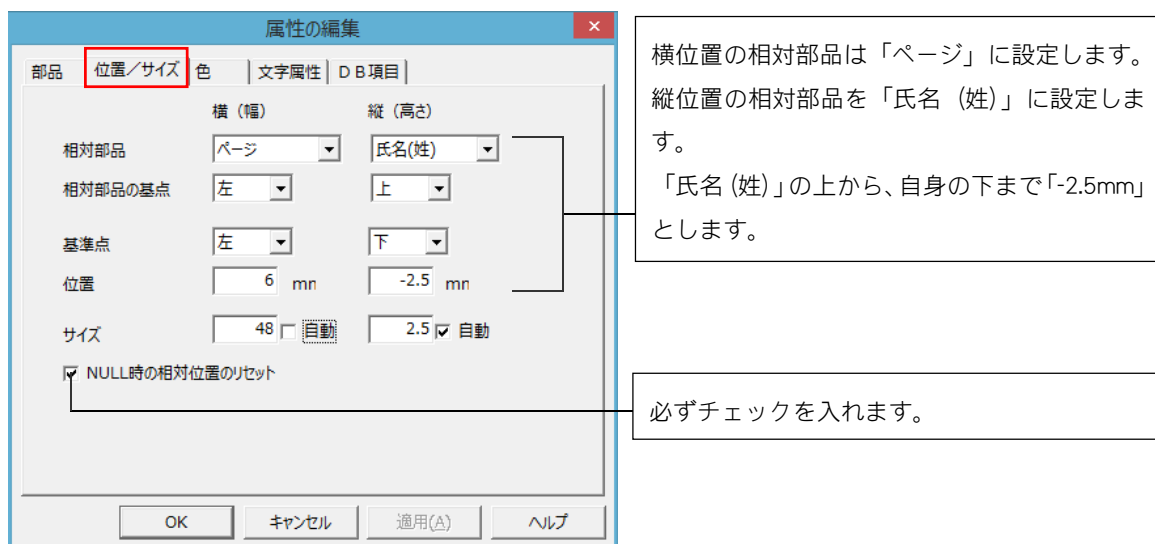 属性の編集
部品 位置／サイズ 色 文字属性 ＤＢ項目
横（幅） 縦（高さ）
相対部品 ページ 氏名(姓)
相対部品の基点 左 上
基準点 左 下
位置 6 mm -2.5 mm
サイズ 48 自動 2.5 自動
NULL時の相対位置のリセット
OK キャンセル 適用(A) ヘルプ
横位置の相対部品は「ページ」に設定します。
縦位置の相対部品を「氏名（姓）」に設定しま
す。
「氏名（姓）」の上から、自身の下まで「-2.5mm」
とします。
必ずチェックを入れます。